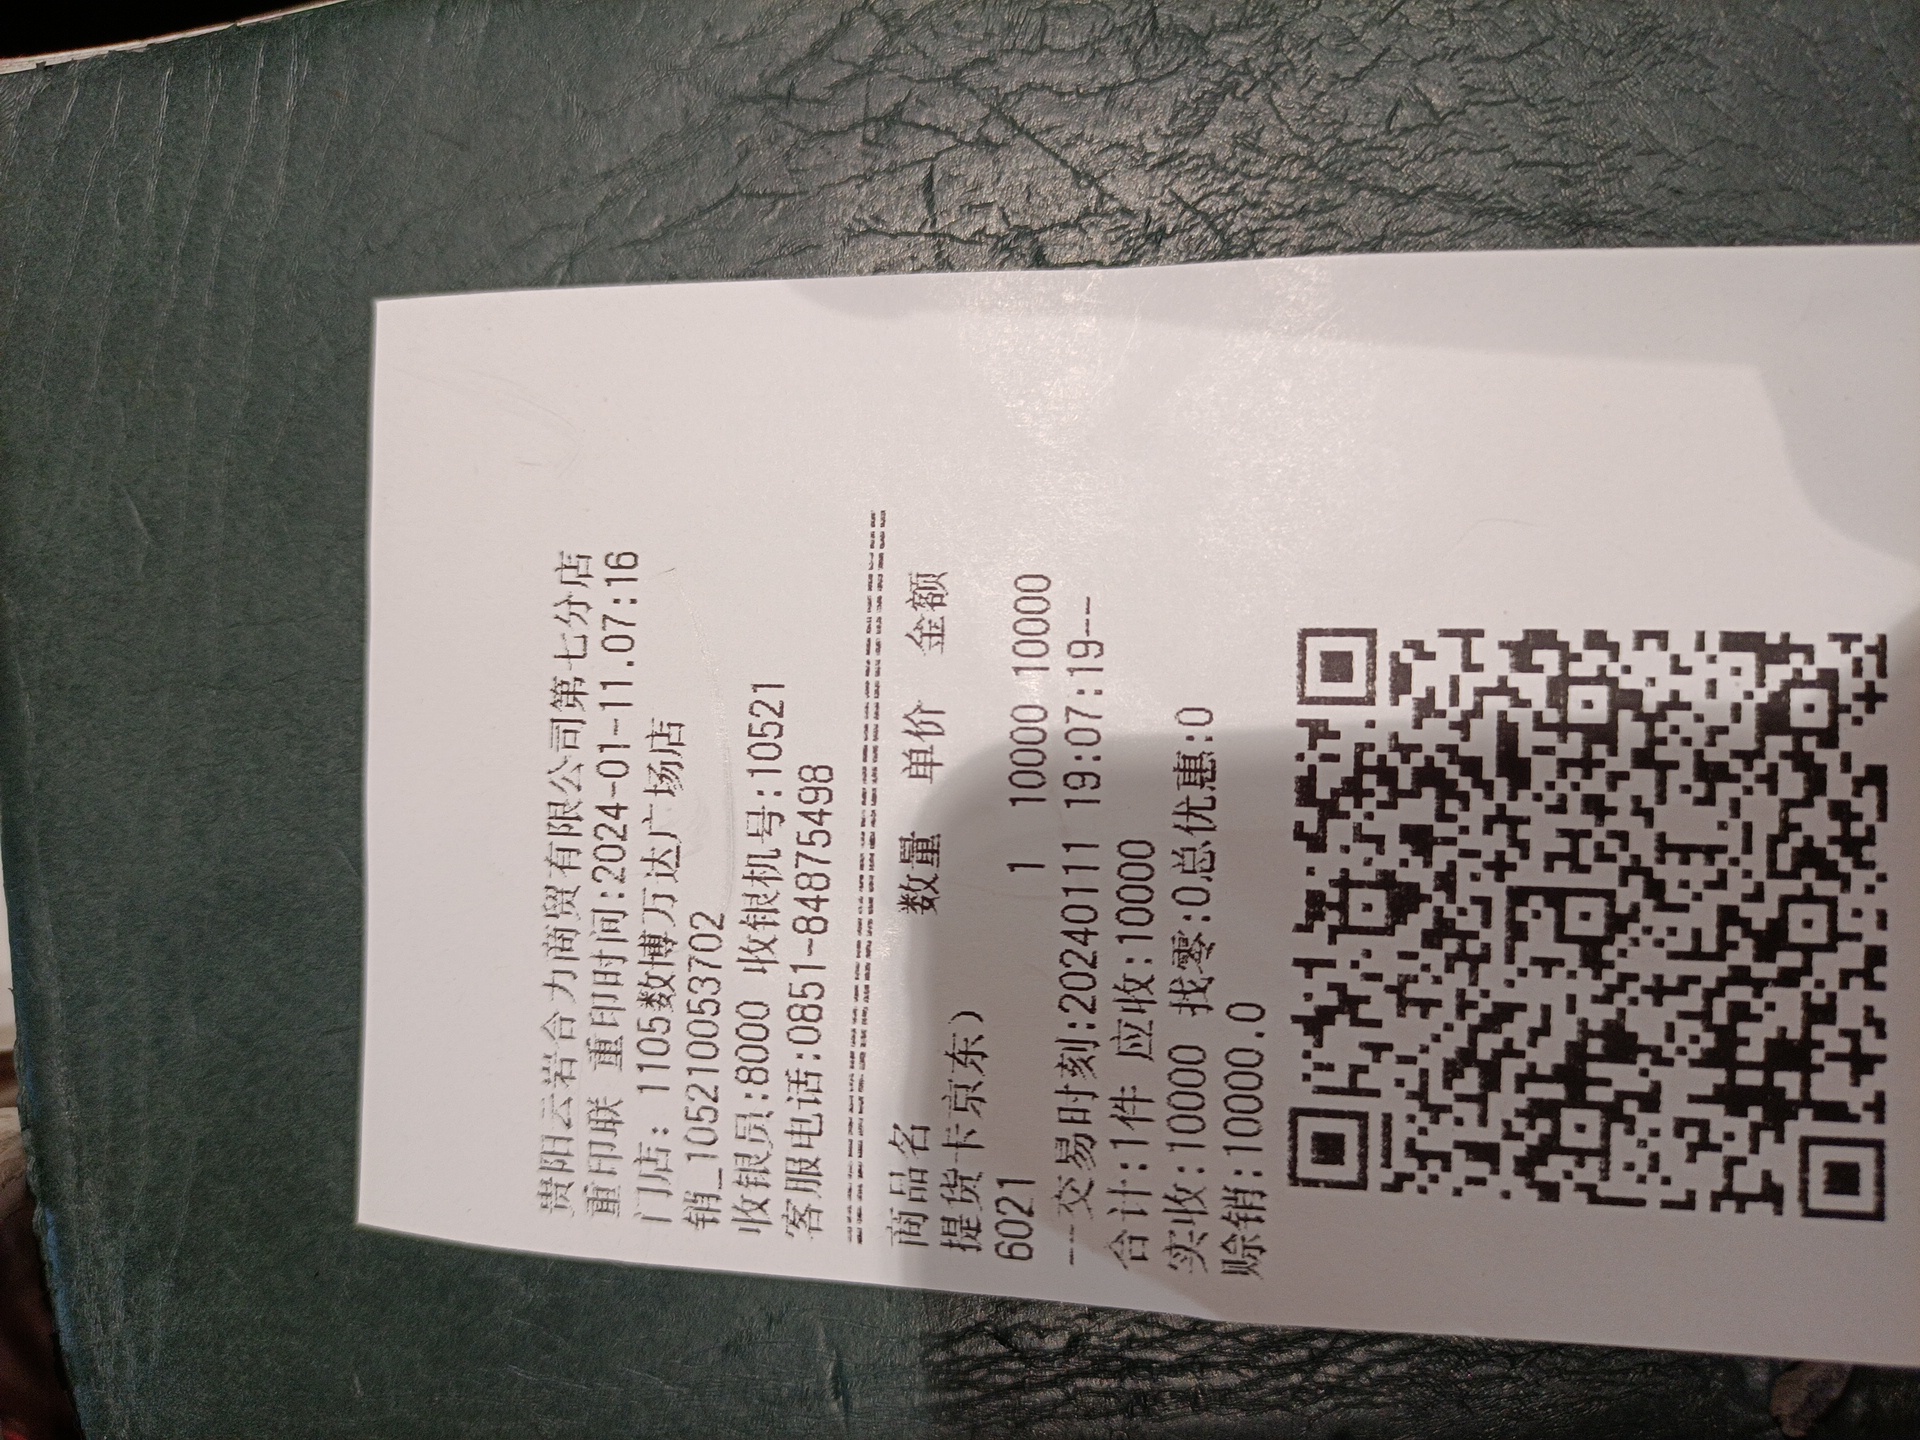 贵阳云岩合力商贸有限公司第七分店
重印联 重印时间:2024-01-11.07:16
门店: 1105数博万达广场店
销_105210053702
收银员:8000 收银机号:10521
客服电话:0851-84875498
商品名 数量 单价 金额
提货卡京东)
6021 1 10000 10000
---交易时刻:20240111 19:07:19--
合计:1件 应收:10000
实收:10000 找零:0总优惠:0
赊销:10000.0